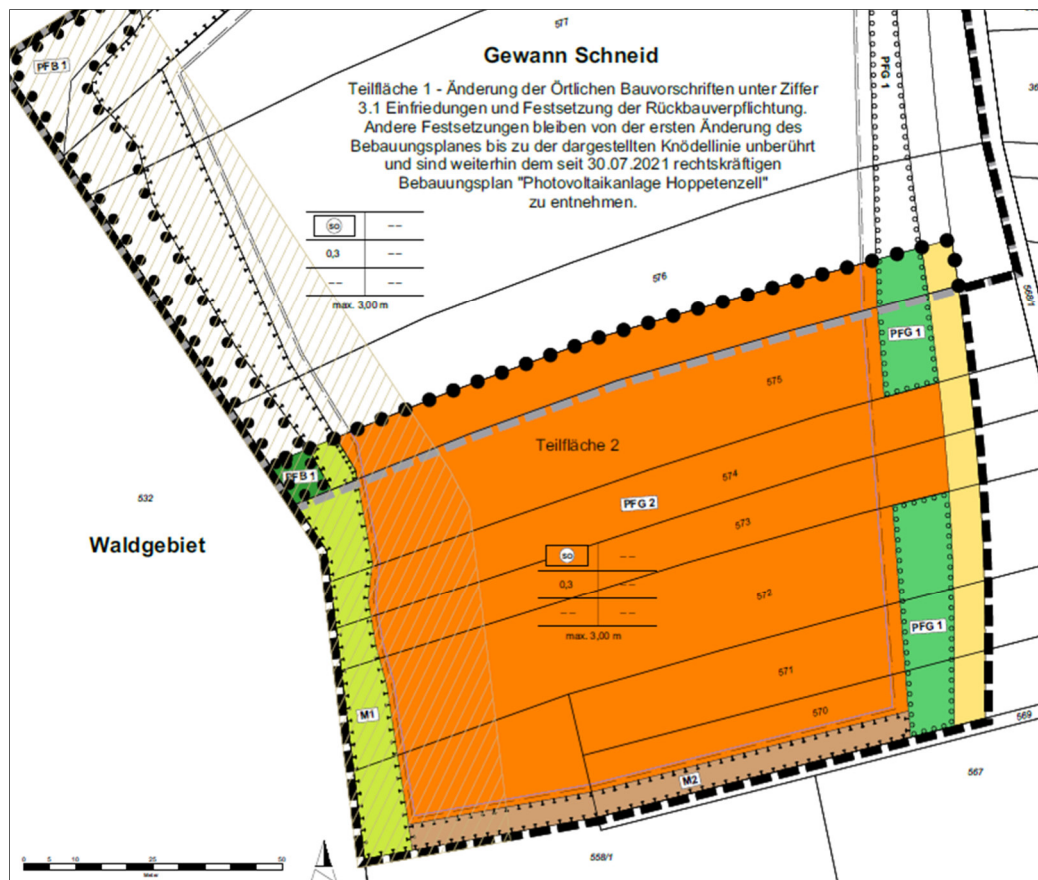 577
Gewann Schneid
PFB 1
PFG 1
Teilfläche 1 - Änderung der Örtlichen Bauvorschriften unter Ziffer
3.1 Einfriedungen und Festsetzung der Rückbauverpflichtung.
Andere Festsetzungen bleiben von der ersten Änderung des
Bebauungsplanes bis zu der dargestellten Knödellinie unberührt
und sind weiterhin dem seit 30.07.2021 rechtskräftigen
Bebauungsplan "Photovoltaikanlage Hoppetenzell"
zu entnehmen.
SO --
0,3 --
-- --
max. 3,00 m
576
568/1
PFG 1
575
Teilfläche 2
PFB 1
574
532
PFG 2
573
Waldgebiet
SO --
0,3 --
-- --
max. 3,00 m
572
PFG 1
571
M1
570
569
567
M2
558/1
0 5 10 25 50
Meter